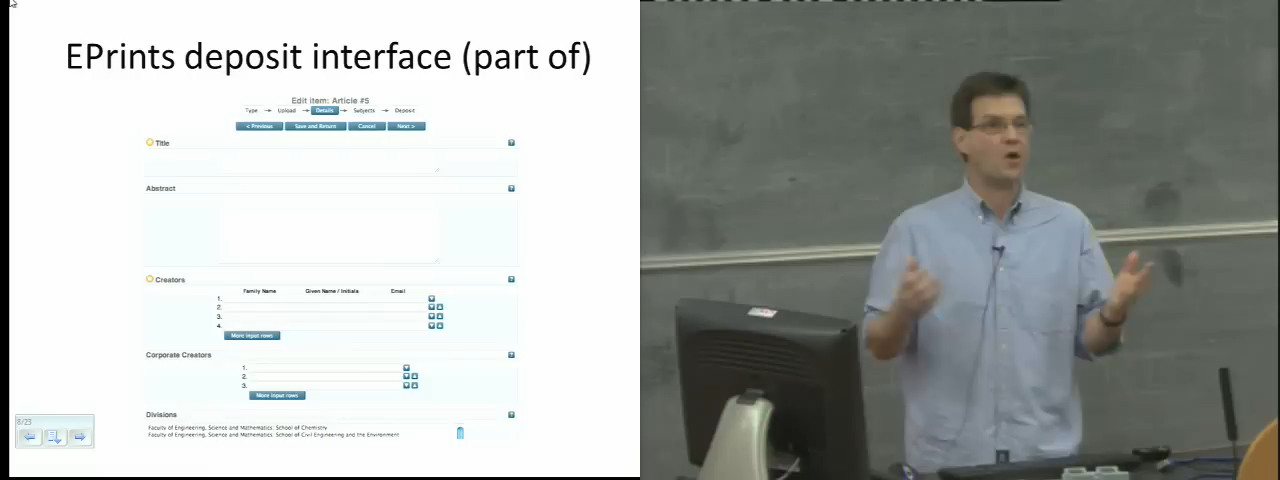 EPrints deposit interface (part of)
Edit item: Article #5
Type → Upload → Details → Subjects → Deposit
< Previous Save and Return Cancel Next >
Title ?
Abstract ?
Creators ?
Family Name Given Name / Initials Email
1.
2.
3.
4.
More input rows
Corporate Creators ?
1.
2.
3.
More input rows
Divisions ?
Faculty of Engineering, Science and Mathematics: School of Chemistry
Faculty of Engineering, Science and Mathematics: School of Civil Engineering and the Environment
8/23